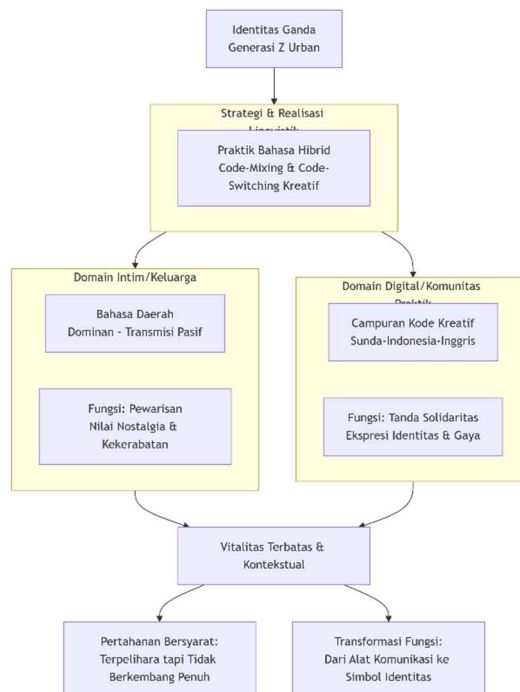 Identitas Ganda
Generasi Z Urban
Strategi & Realisasi
Linguistik
Praktik Bahasa Hibrid
Code-Mixing & Code-
Switching Kreatif
Domain Intim/Keluarga
Bahasa Daerah
Dominan - Transmisi Pasif
Fungsi: Pewarisan
Nilai Nostalgia &
Kekerabatan
Domain Digital/Komunitas
Praktik
Campuran Kode Kreatif
Sunda-Indonesia-Inggris
Fungsi: Tanda Solidaritas
Ekspresi Identitas & Gaya
Vitalitas Terbatas &
Kontekstual
Pertahanan Bersyarat:
Terpelihara tapi Tidak
Berkembang Penuh
Transformasi Fungsi:
Dari Alat Komunikasi ke
Simbol Identitas